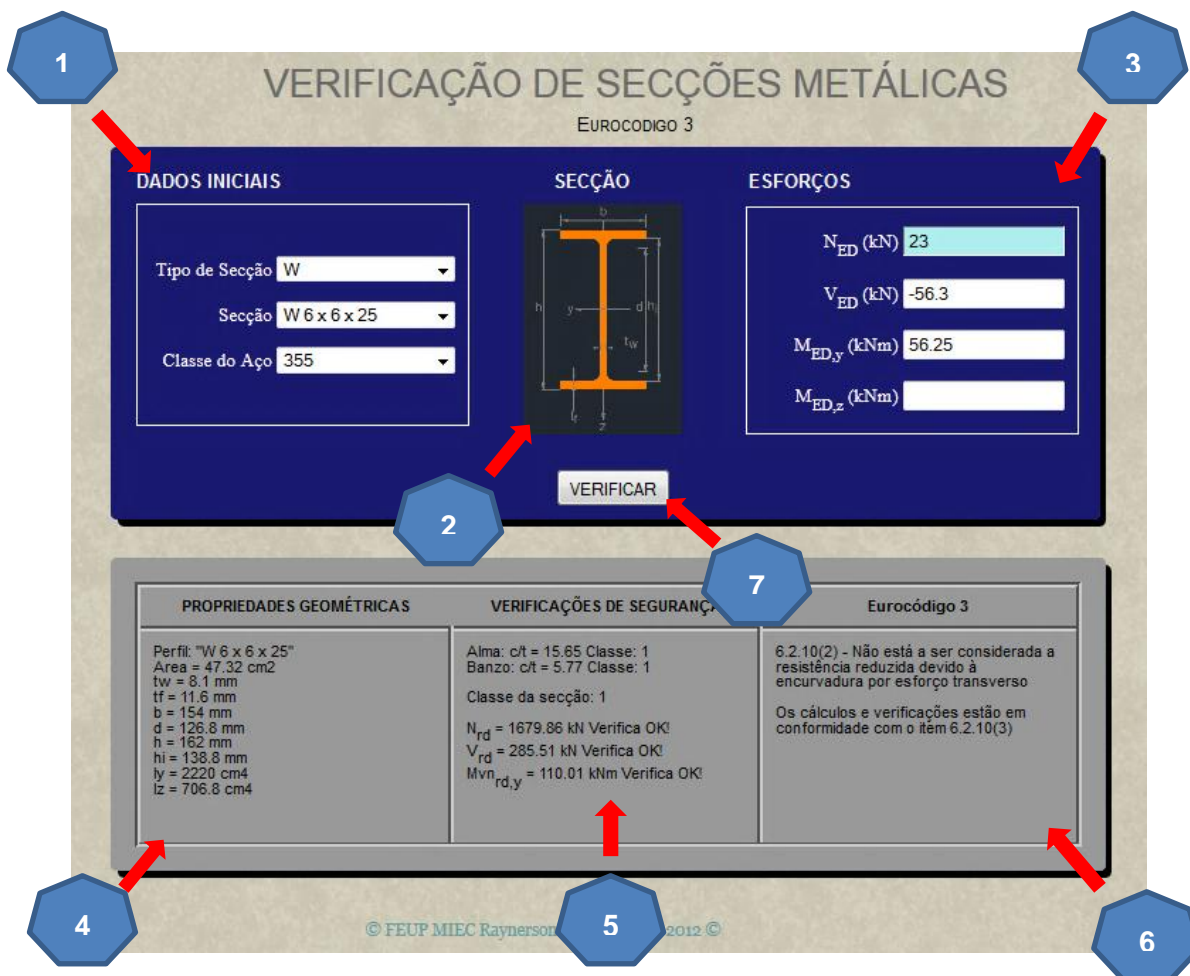 1
3
VERIFICAÇÃO DE SECÇÕES METÁLICAS
EUROCODIGO 3
DADOS INICIAIS
Tipo de Secção W
Secção W 6 x 6 x 25
Classe do Aço 355
SECÇÃO
b
h
y
d
h
tw
tf
z
ESFORÇOS
NED (kN) 23
VED (kN) -56.3
MED,y (kNm) 56.25
MED,z (kNm)
2
VERIFICAR
7
PROPRIEDADES GEOMÉTRICAS
Perfil: "W 6 x 6 x 25"
Area = 47.32 cm2
tw = 8.1 mm
tf = 11.6 mm
b = 154 mm
d = 126.8 mm
h = 162 mm
hi = 138.8 mm
Iy = 2220 cm4
Iz = 706.8 cm4
VERIFICAÇÕES DE SEGURANÇ
Alma: c/t = 15.65 Classe: 1
Banzo: c/t = 5.77 Classe: 1
Classe da secção: 1
Nrd = 1679.86 kN Verifica OK!
Vrd = 285.51 kN Verifica OK!
Mvnrd,y = 110.01 kNm Verifica OK!
Eurocódigo 3
6.2.10(2) - Não está a ser considerada a
resistência reduzida devido à
encurvadura por esforço transverso
Os cálculos e verificações estão em
conformidade com o item 6.2.10(3)
4
5
6
© FEUP MIEC Raynerson 2012 ©